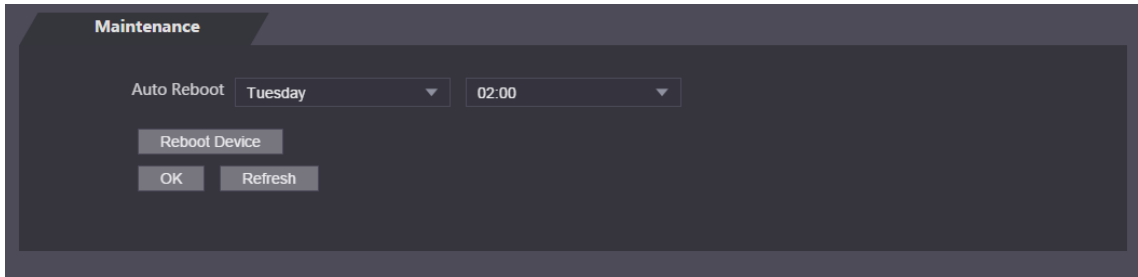 Maintenance
Auto Reboot Tuesday 02:00
Reboot Device
OK Refresh